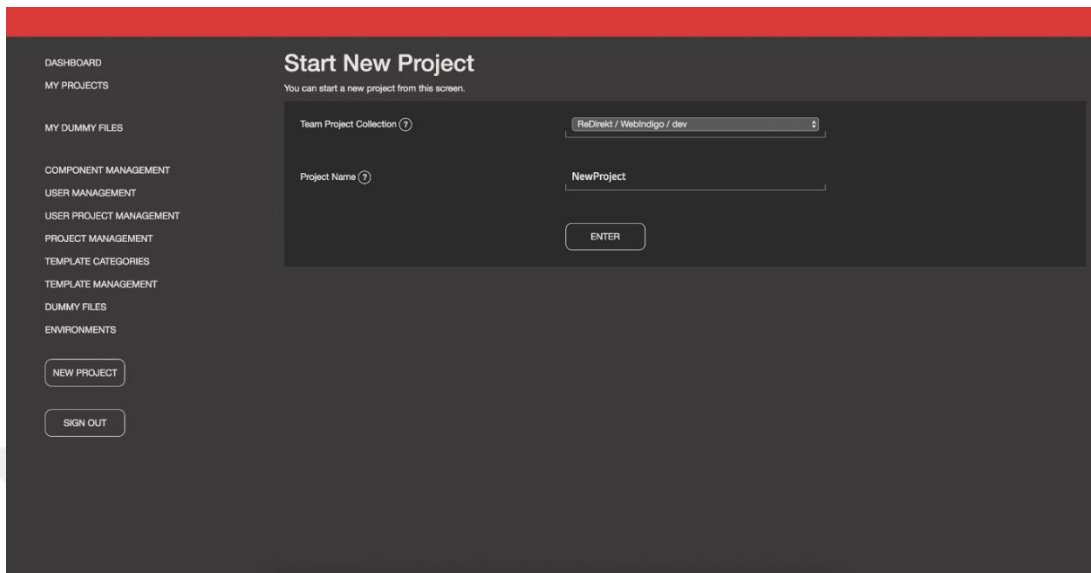 DASHBOARD
MY PROJECTS
MY DUMMY FILES
COMPONENT MANAGEMENT
USER MANAGEMENT
USER PROJECT MANAGEMENT
PROJECT MANAGEMENT
TEMPLATE CATEGORIES
TEMPLATE MANAGEMENT
DUMMY FILES
ENVIRONMENTS
NEW PROJECT
SIGN OUT
Start New Project
You can start a new project from this screen.
Team Project Collection ? ReDirekt / WebIndigo / dev
Project Name ? NewProject
ENTER